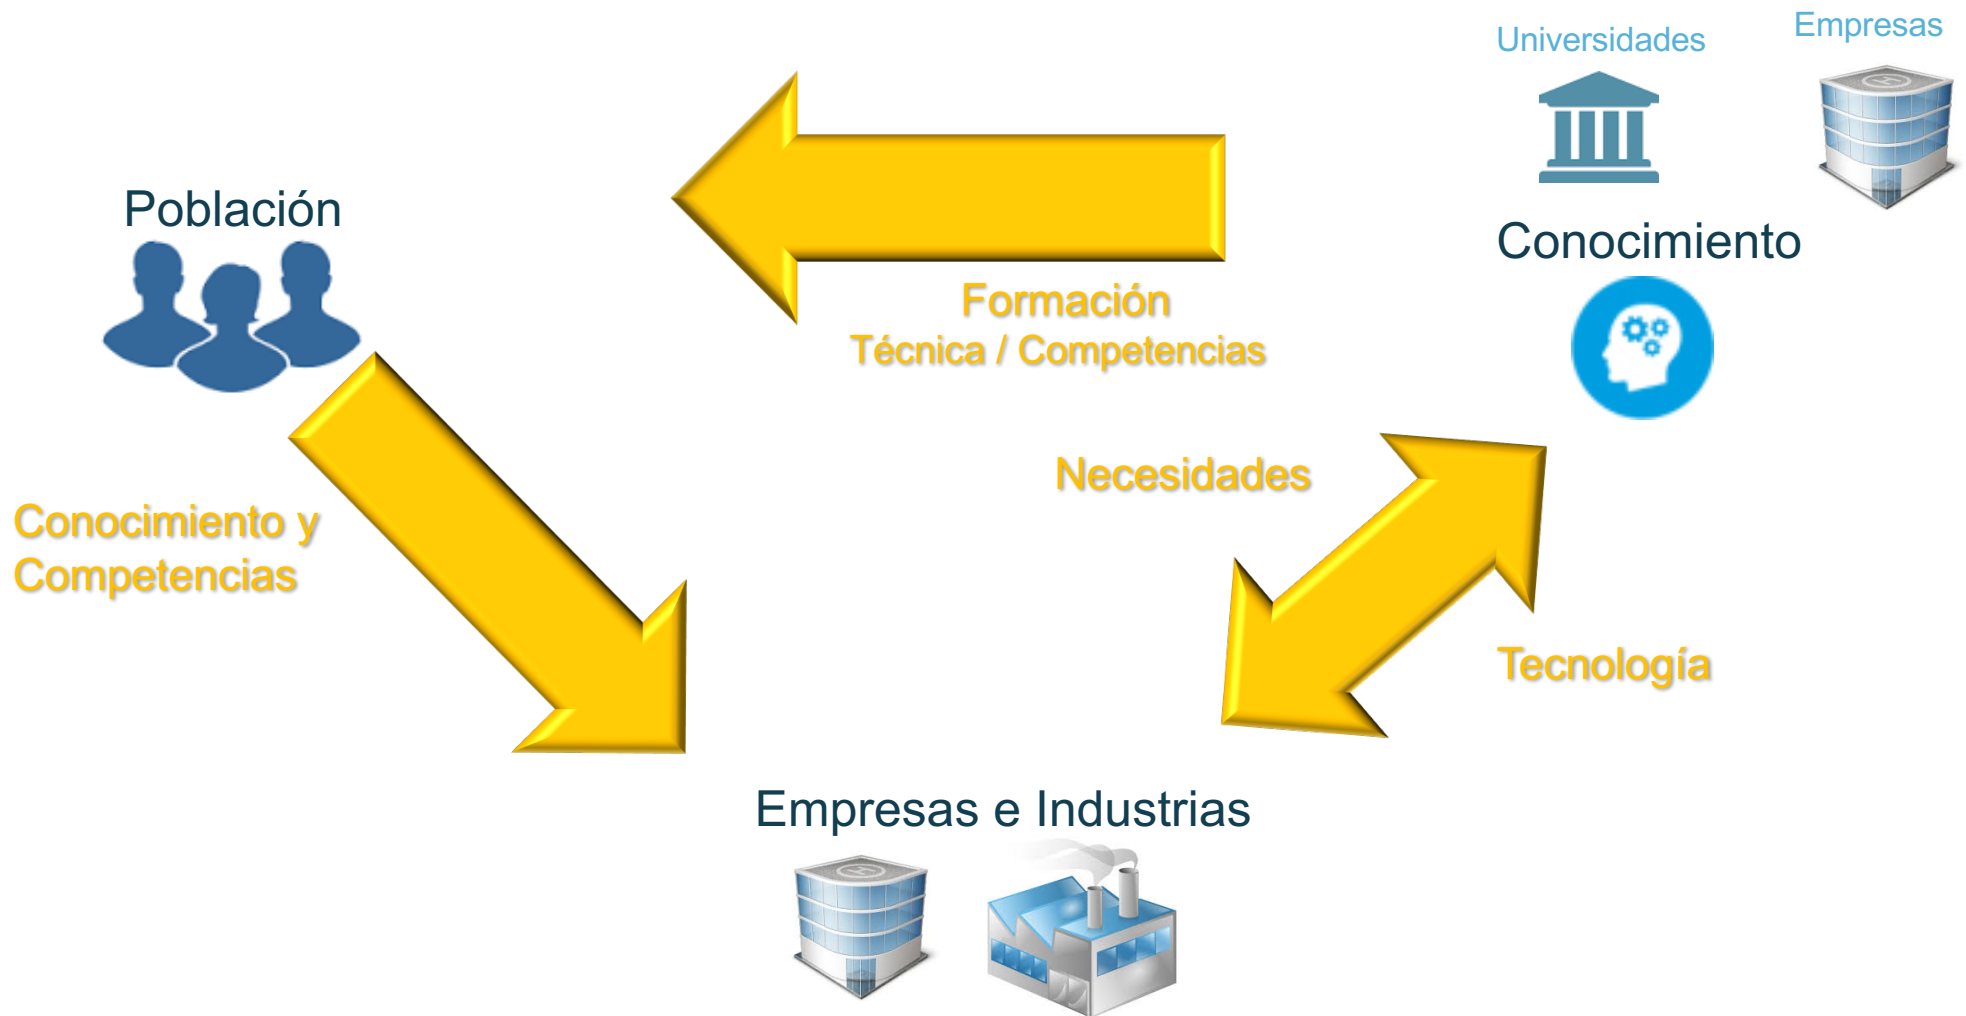 Universidades
Empresas
Población
Conocimiento
Formación
Técnica / Competencias
Necesidades
Conocimiento y
Competencias
Tecnología
Empresas e Industrias